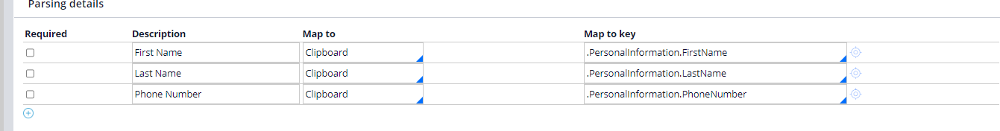 Parsing details
Required Description Map to Map to key
First Name Clipboard .PersonalInformation.FirstName
Last Name Clipboard .PersonalInformation.LastName
Phone Number Clipboard .PersonalInformation.PhoneNumber